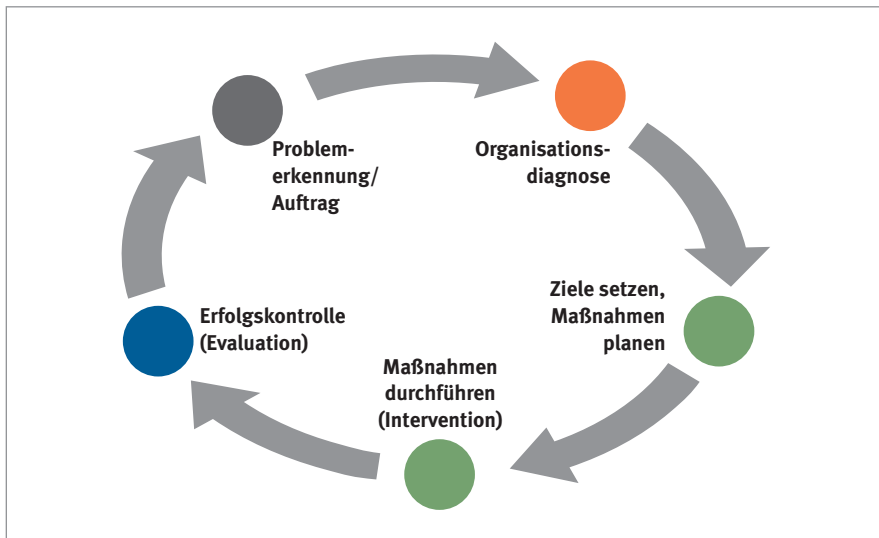 Problem-
erkennung/
Auftrag
Organisations-
diagnose
Ziele setzen,
Maßnahmen
planen
Maßnahmen
durchführen
(Intervention)
Erfolgskontrolle
(Evaluation)